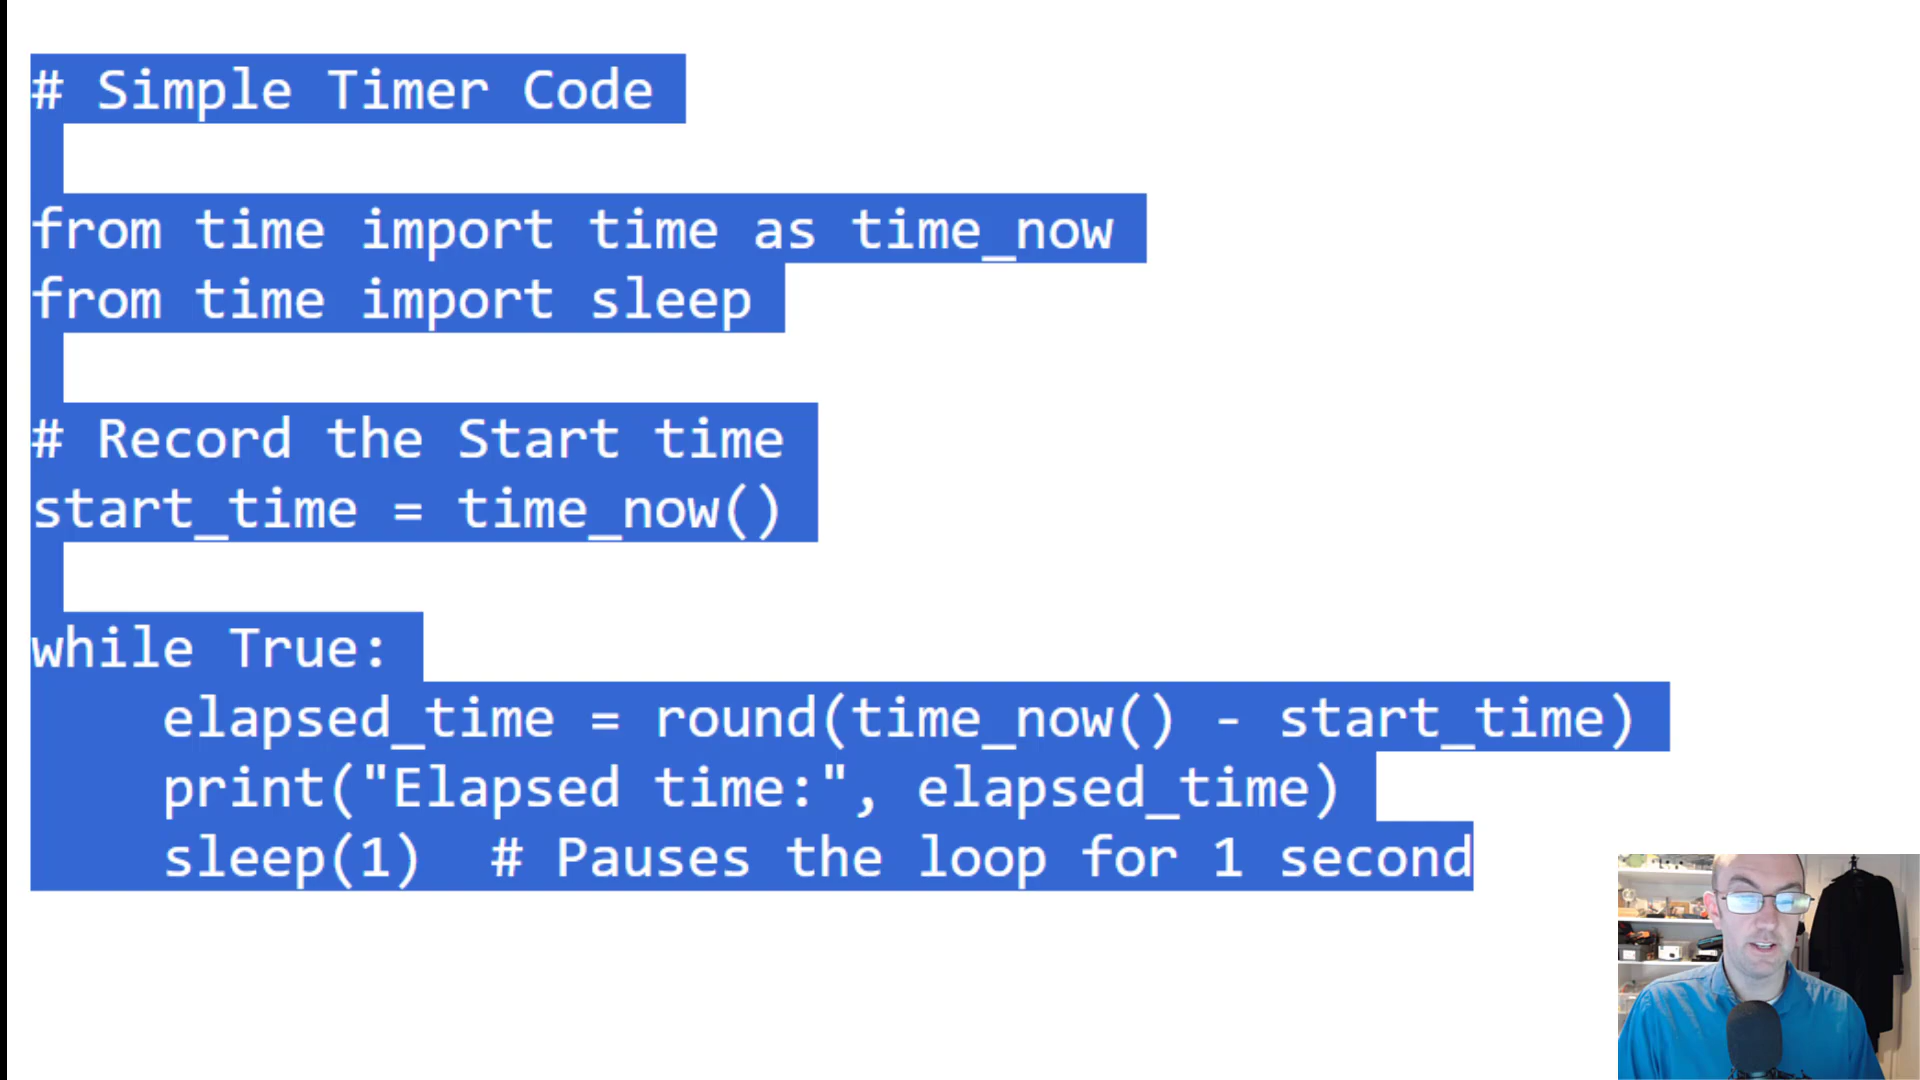 # Simple Timer Code
from time import time as time_now
from time import sleep
# Record the Start time
start_time = time_now()
while True:
    elapsed_time = round(time_now() - start_time)
    print("Elapsed time:", elapsed_time)
    sleep(1)  # Pauses the loop for 1 second